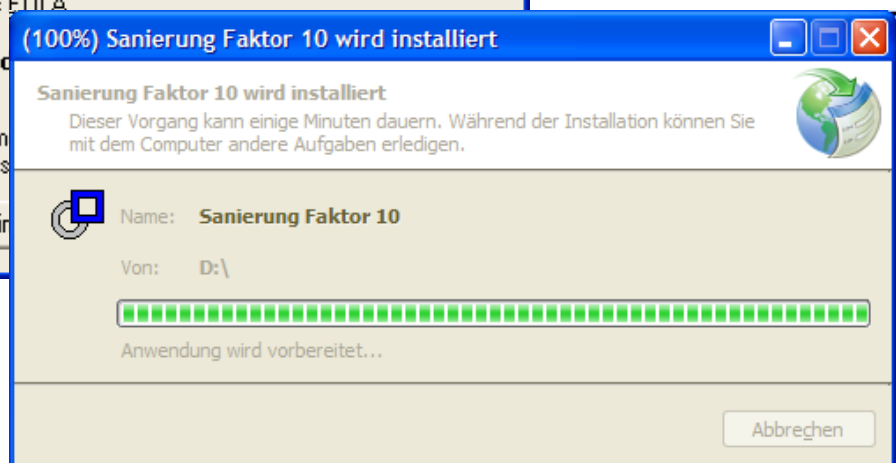 EULA
(100%) Sanierung Faktor 10 wird installiert
Sanierung Faktor 10 wird installiert
Dieser Vorgang kann einige Minuten dauern. Während der Installation können Sie
mit dem Computer andere Aufgaben erledigen.
Name: Sanierung Faktor 10
Von: D:\
Anwendung wird vorbereitet...
Abbrechen